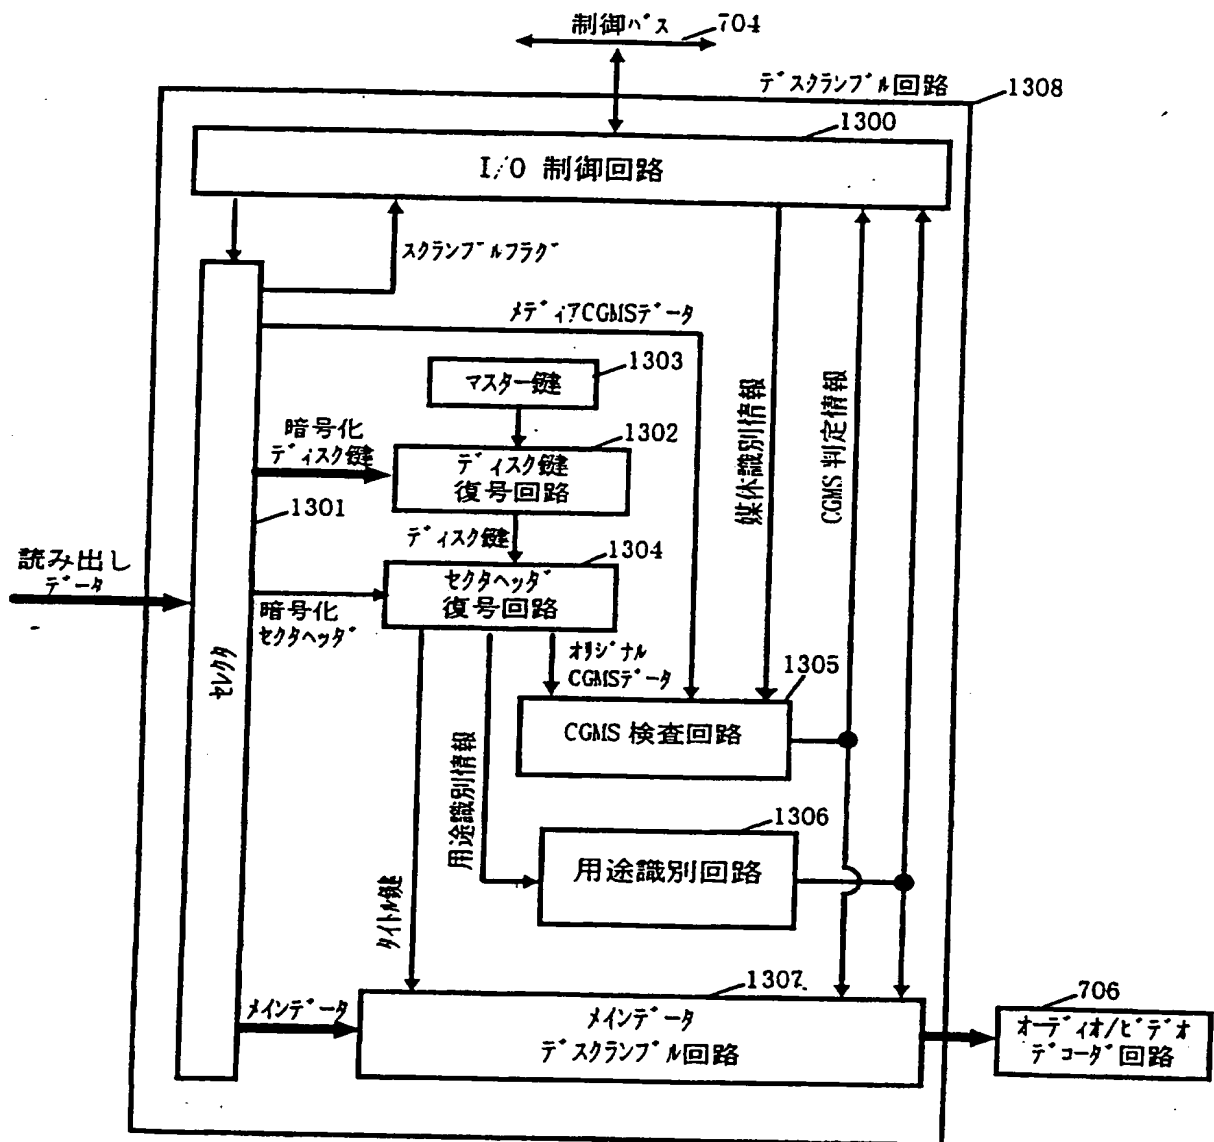 制御バス
704
デスクランブル回路
1308
1300
I/O 制御回路
スクランブルフラグ
メディアCGMSデータ
1303
マスター鍵
媒体識別情報
CGMS 判定情報
暗号化
ディスク鍵
1302
ディスク鍵
復号回路
1301
ディスク鍵
1304
読み出し
データ
セクタヘッダ
復号回路
暗号化
セクタヘッダ
セレクタ
オリジナル
CGMSデータ
1305
CGMS 検査回路
用途識別情報
1306
用途識別回路
タイトル鍵
1307
メインデータ
メインデータ
デスクランブル回路
706
オーディオ/ビデオ
デコーダ回路